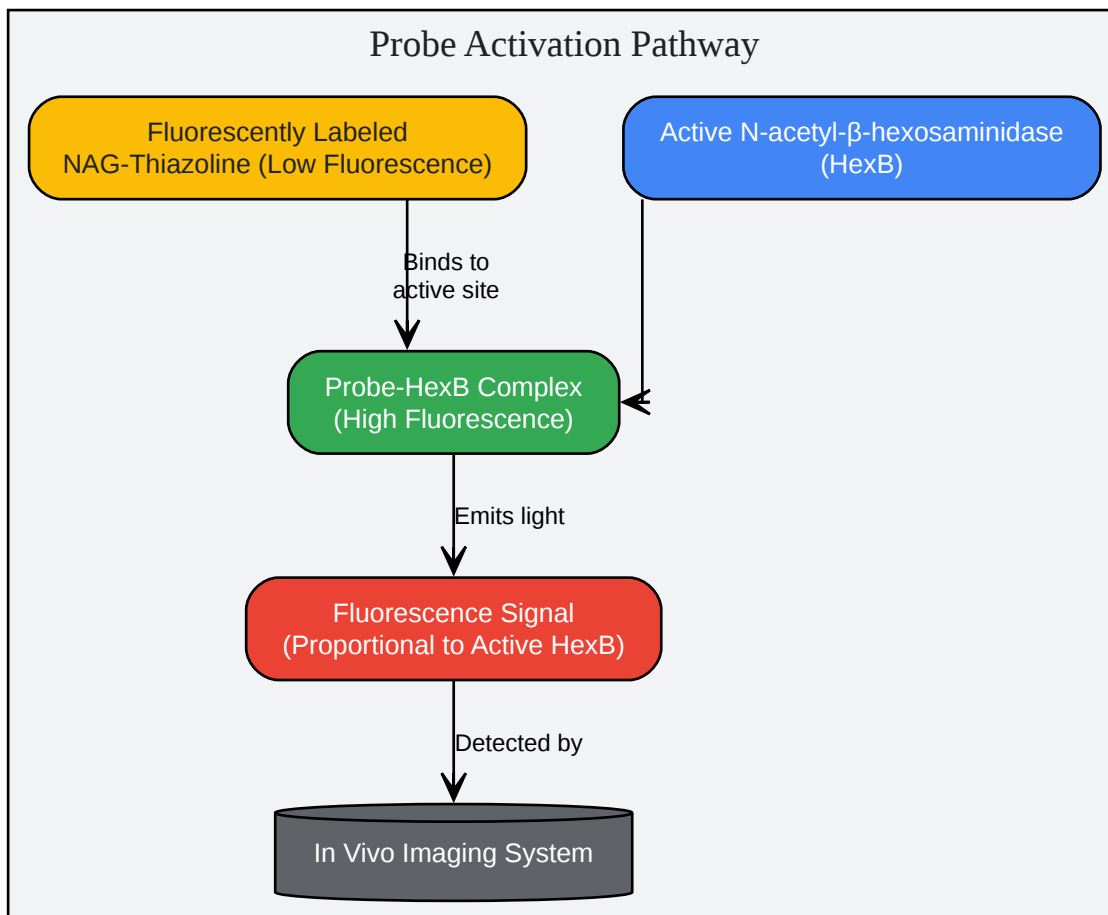 Probe Activation Pathway
Fluorescently Labeled
NAG-Thiazoline (Low Fluorescence)
Active N-acetyl-β-hexosaminidase
(HexB)
Binds to
active site
Probe-HexB Complex
(High Fluorescence)
Emits light
Fluorescence Signal
(Proportional to Active HexB)
Detected by
In Vivo Imaging System